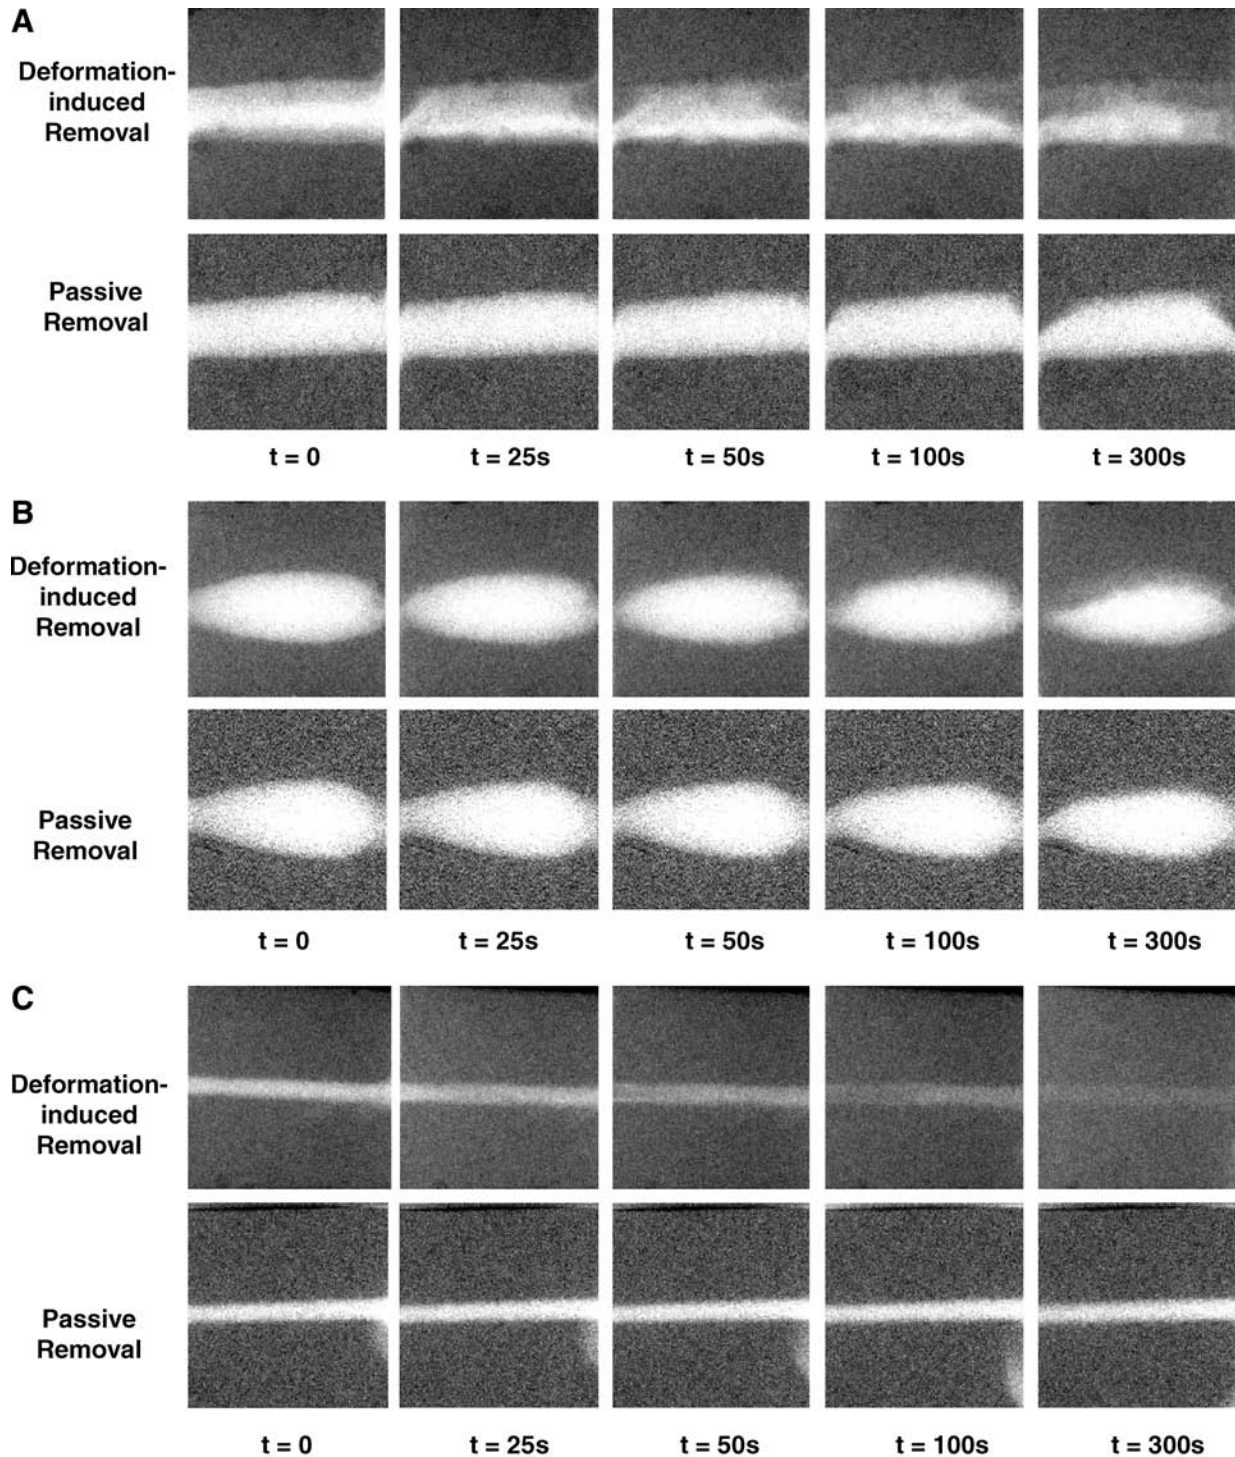 A
Deformation-
induced
Removal
Passive
Removal
t = 0
t = 25s
t = 50s
t = 100s
t = 300s
B
Deformation-
induced
Removal
Passive
Removal
t = 0
t = 25s
t = 50s
t = 100s
t = 300s
C
Deformation-
induced
Removal
Passive
Removal
t = 0
t = 25s
t = 50s
t = 100s
t = 300s